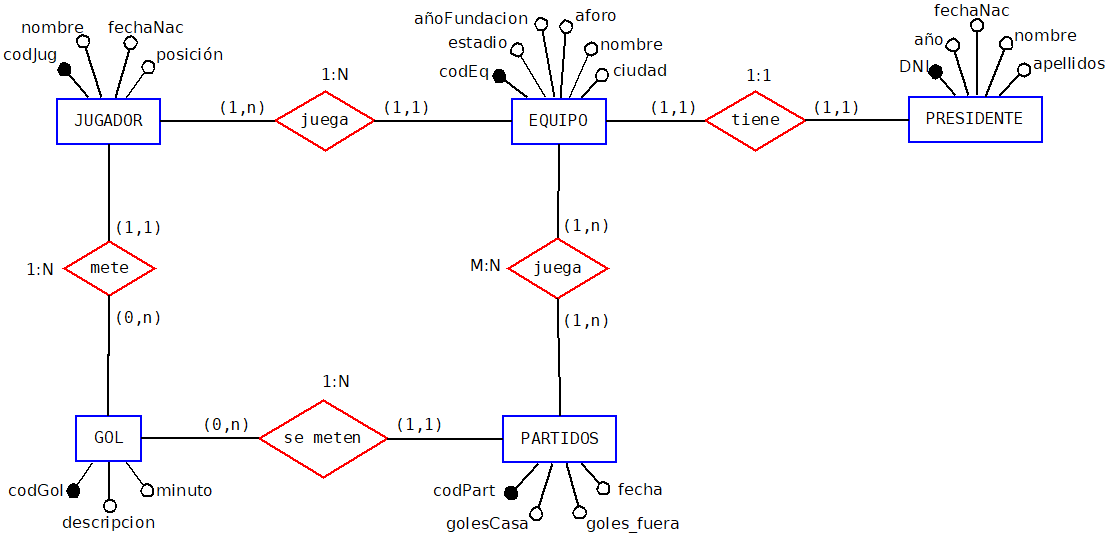 fechaNac
añoFundacion
aforo
nombre
fechaNac
nombre
año
estadio
nombre
codJug
posición
codEq
ciudad
DNI
apellidos
1:N
1:1
JUGADOR
(1,n)
juega
(1,1)
EQUIPO
(1,1)
tiene
(1,1)
PRESIDENTE
(1,1)
(1,n)
1:N
mete
M:N
juega
(0,n)
(1,n)
1:N
GOL
(0,n)
se meten
(1,1)
PARTIDOS
codGol
minuto
codPart
fecha
descripcion
golesCasa
goles_fuera